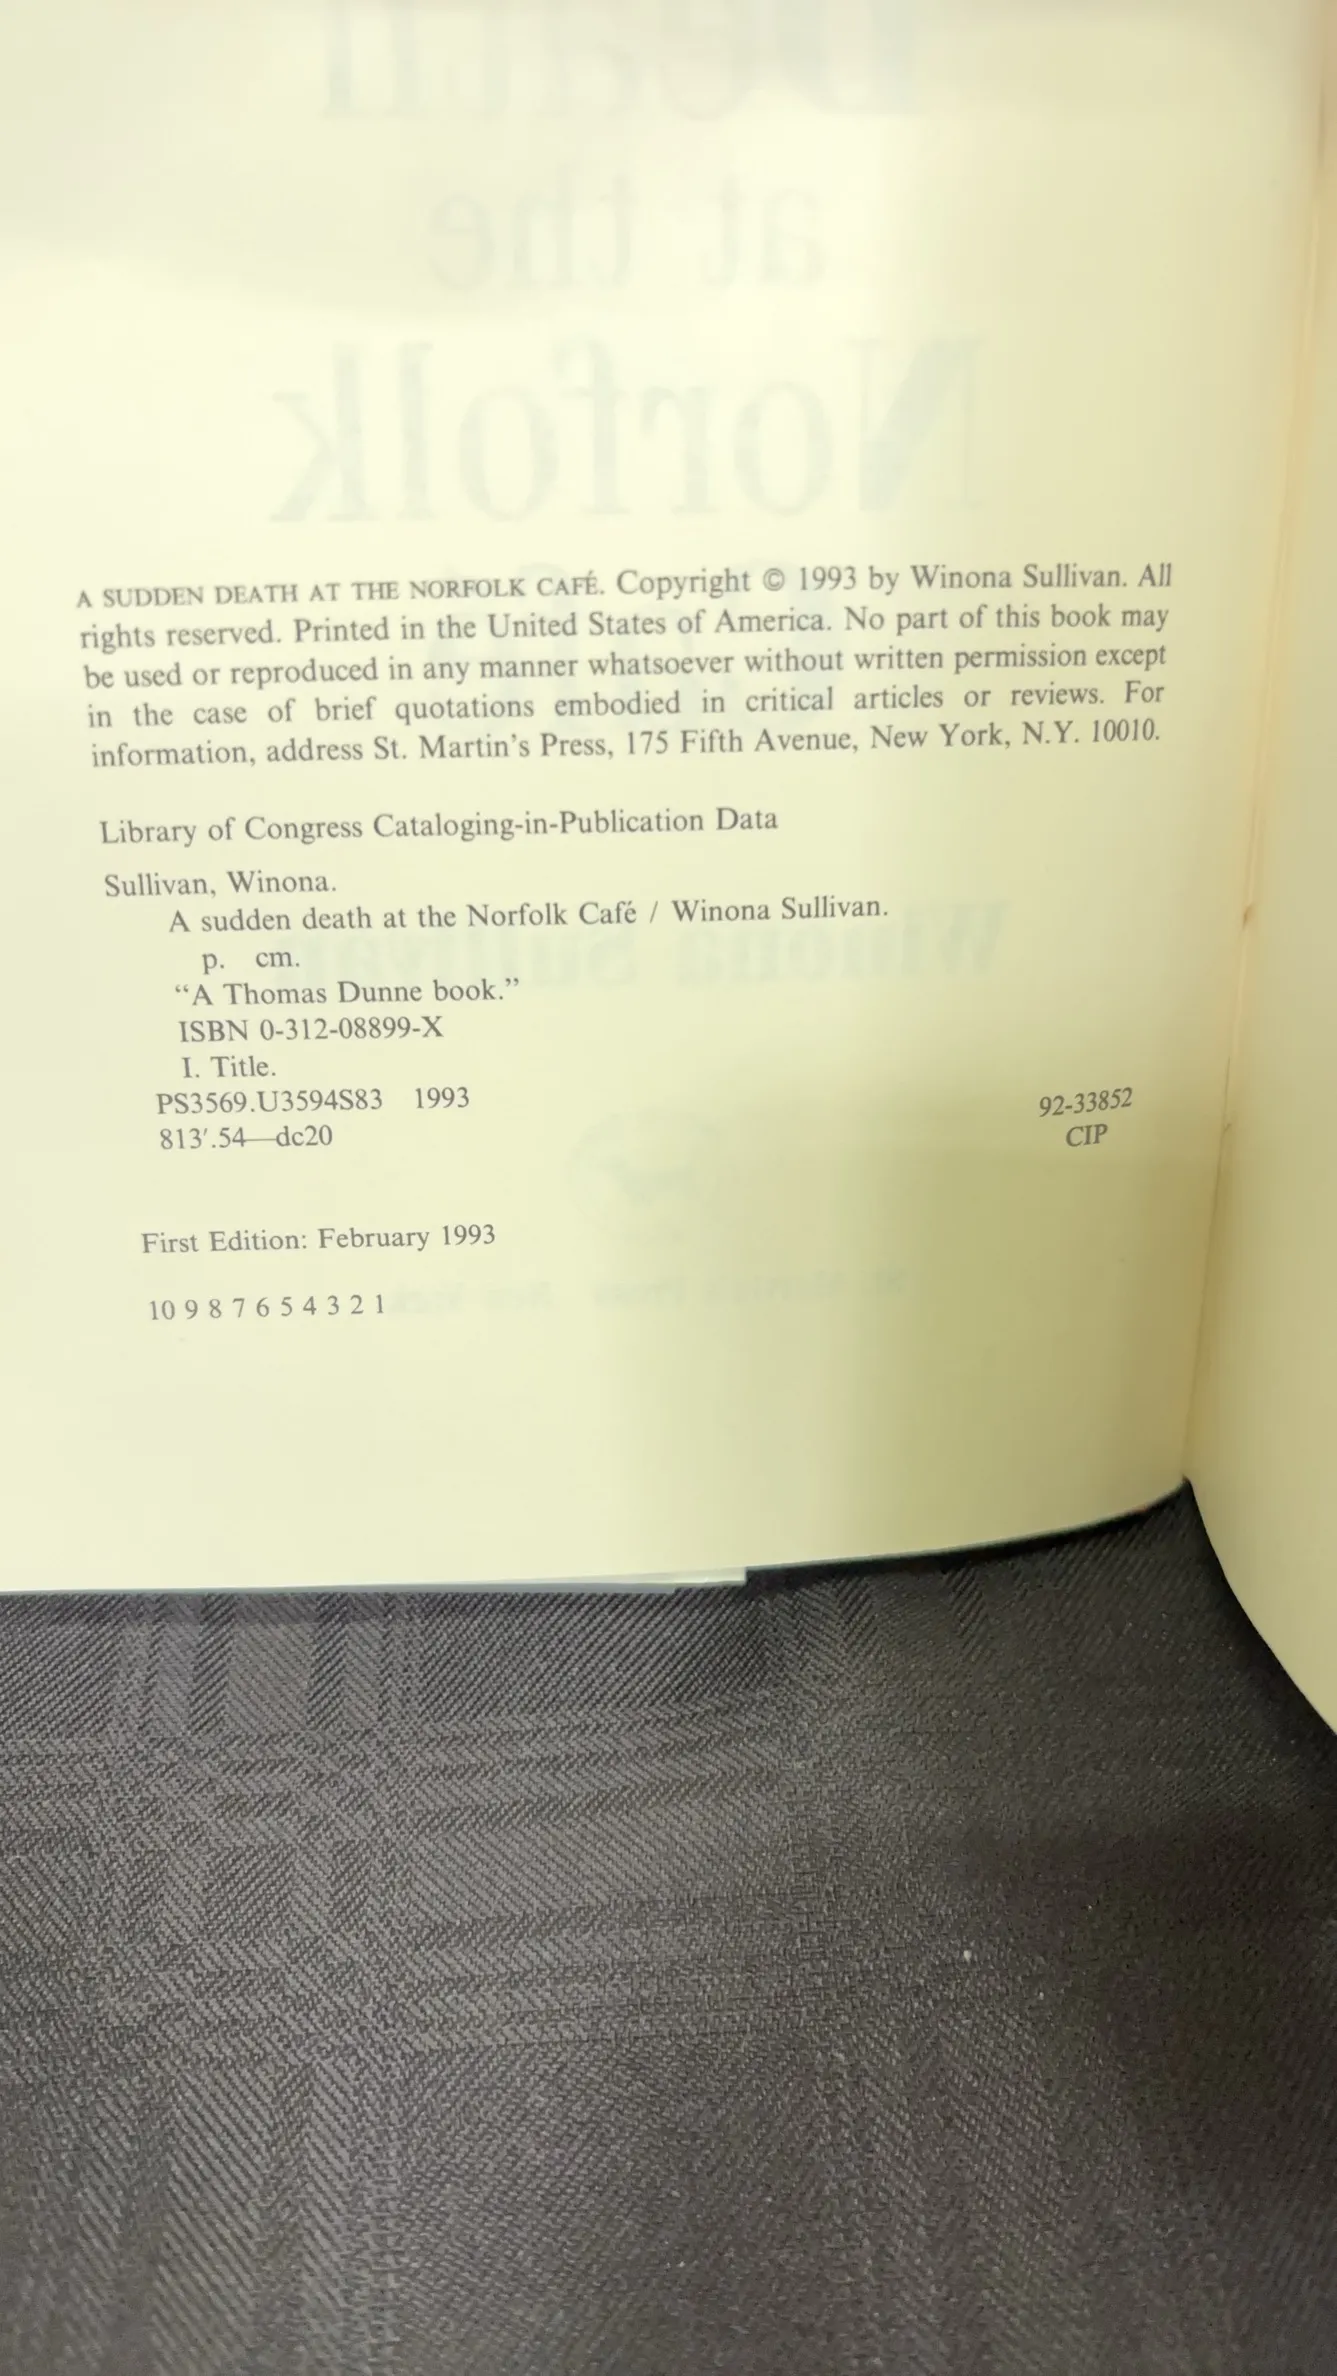 A SUDDEN DEATH AT THE NORFOLK CAFÉ. Copyright © 1993 by Winona Sullivan. All
rights reserved. Printed in the United States of America. No part of this book may
be used or reproduced in any manner whatsoever without written permission except
in the case of brief quotations embodied in critical articles or reviews. For
information, address St. Martin's Press, 175 Fifth Avenue, New York, N.Y. 10010.
Library of Congress Cataloging-in-Publication Data
Sullivan, Winona.
A sudden death at the Norfolk Café / Winona Sullivan.
p. cm.
“A Thomas Dunne book.”
ISBN 0-312-08899-X
I. Title.
PS3569.U3594S83 1993 92-33852
813′.54—dc20 CIP
First Edition: February 1993
10 9 8 7 6 5 4 3 2 1